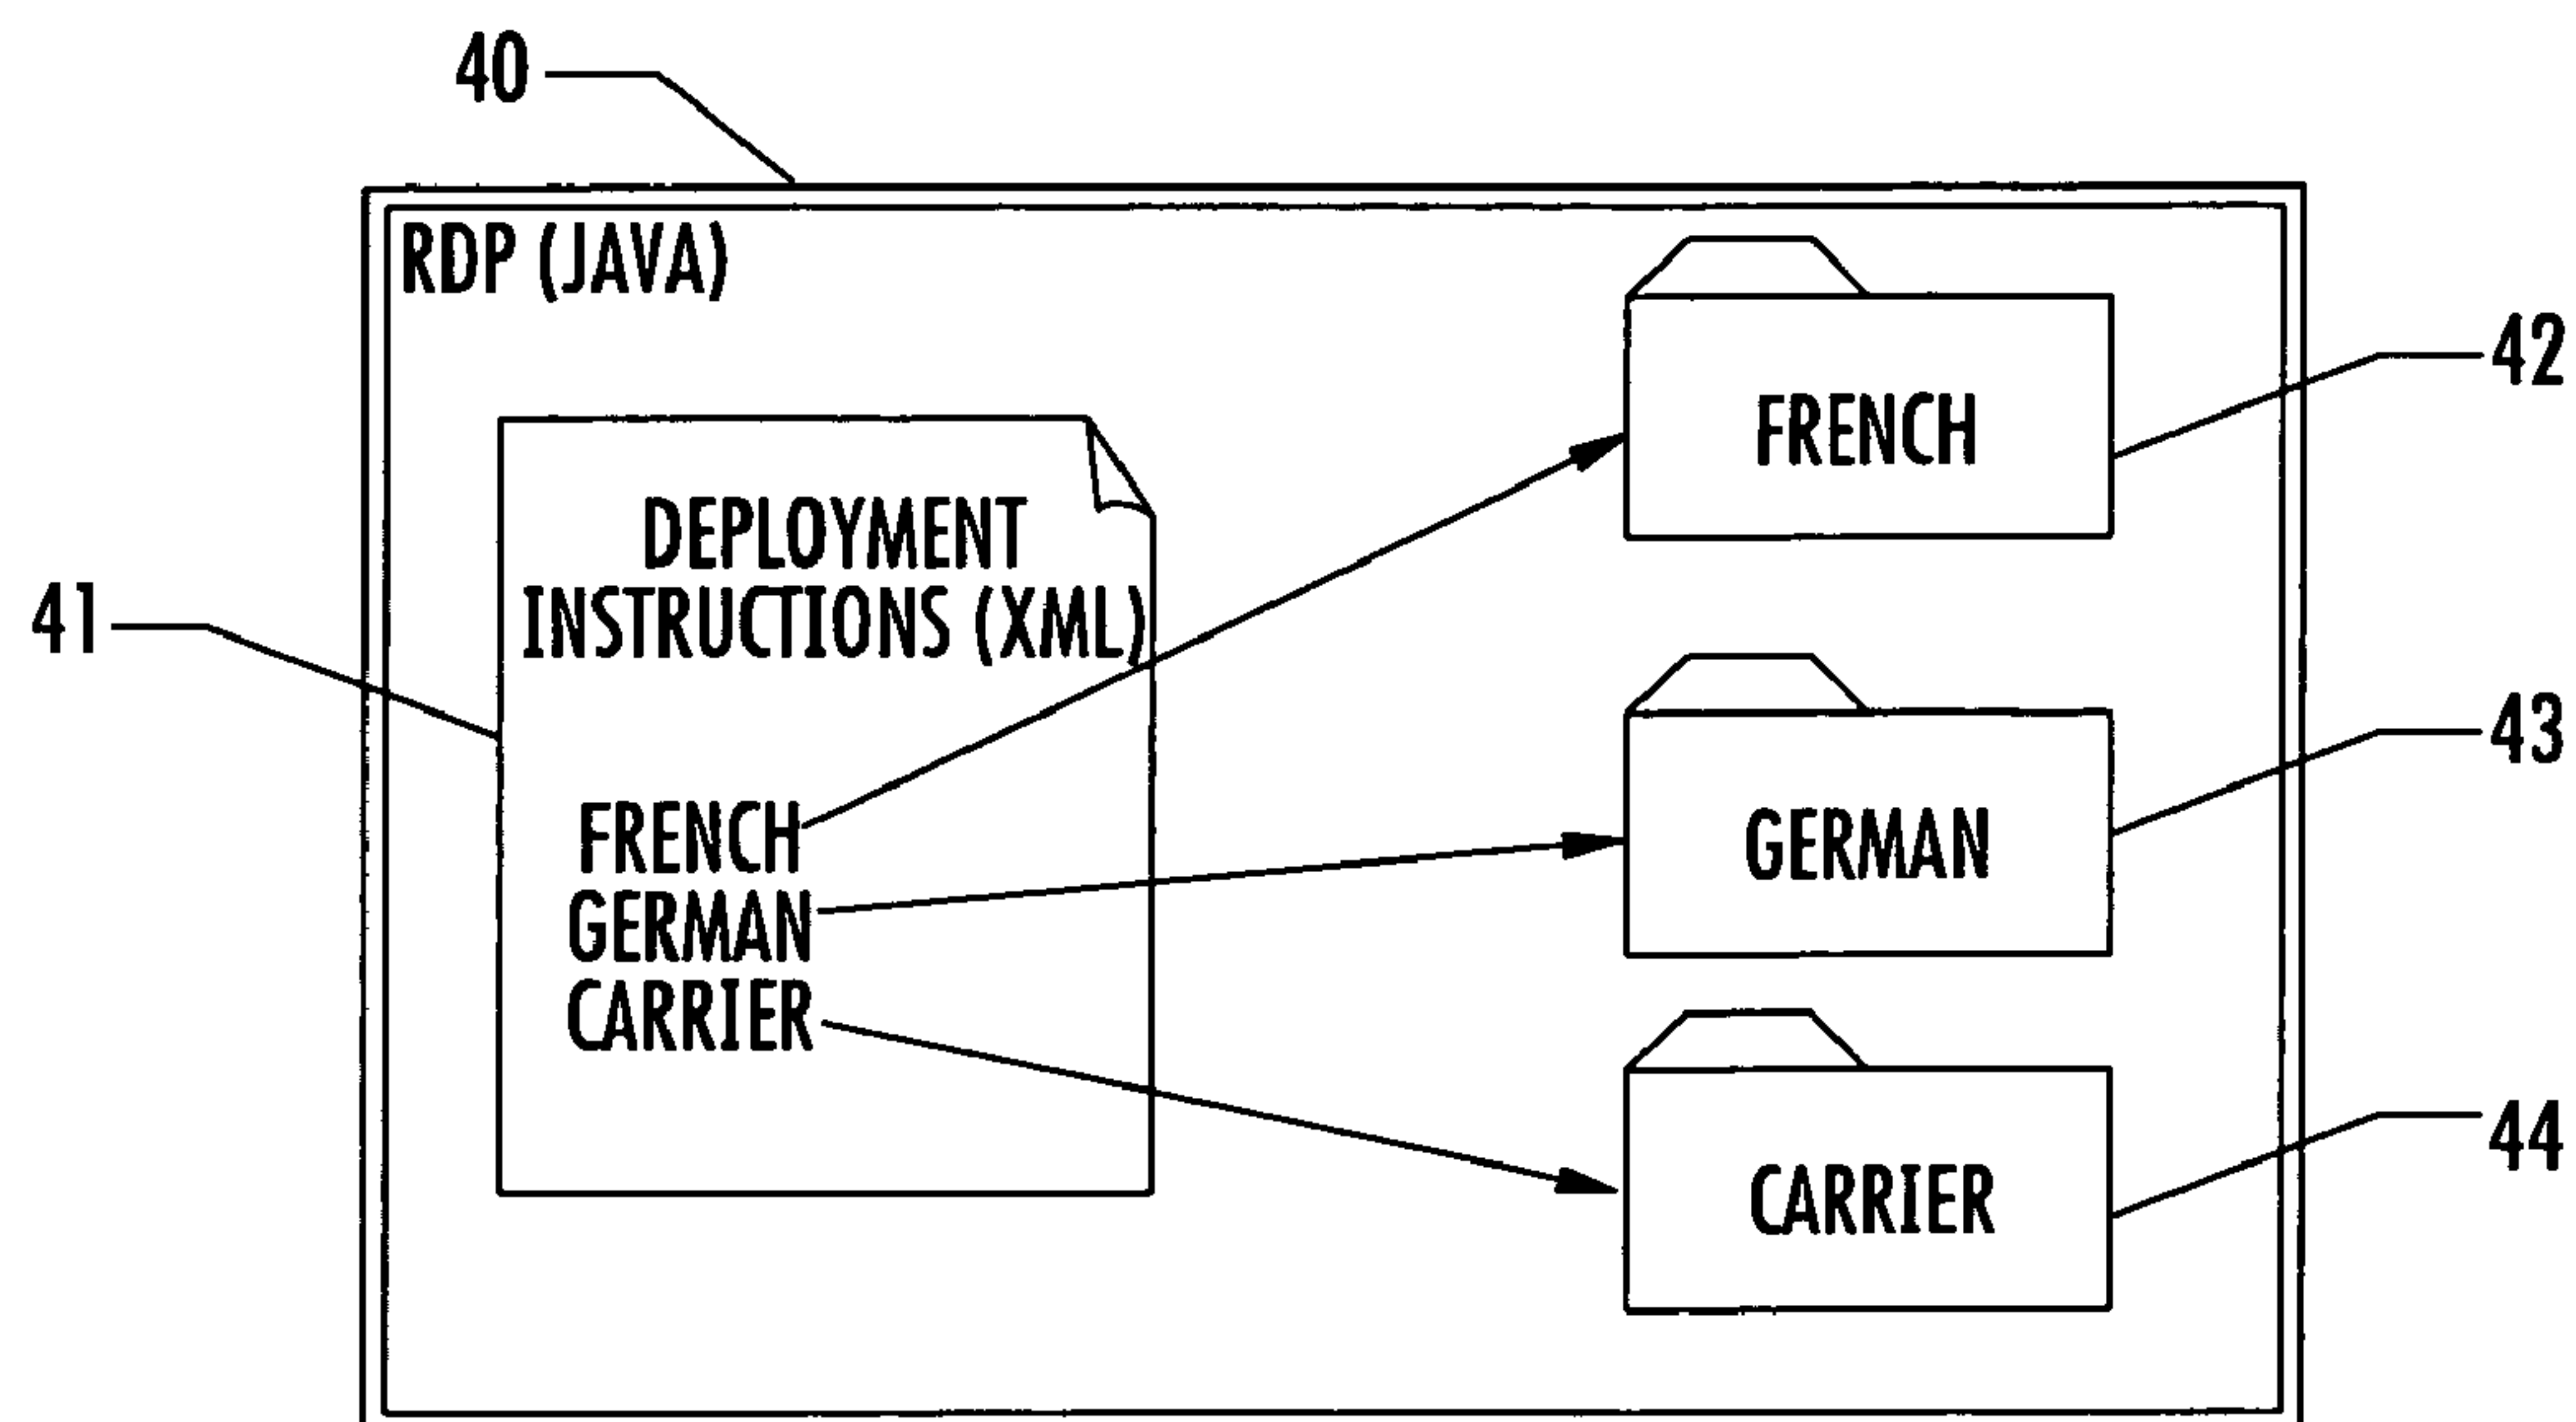 40
RDP (JAVA)
FRENCH
42
DEPLOYMENT
INSTRUCTIONS (XML)
41
FRENCH
GERMAN
CARRIER
GERMAN
43
CARRIER
44